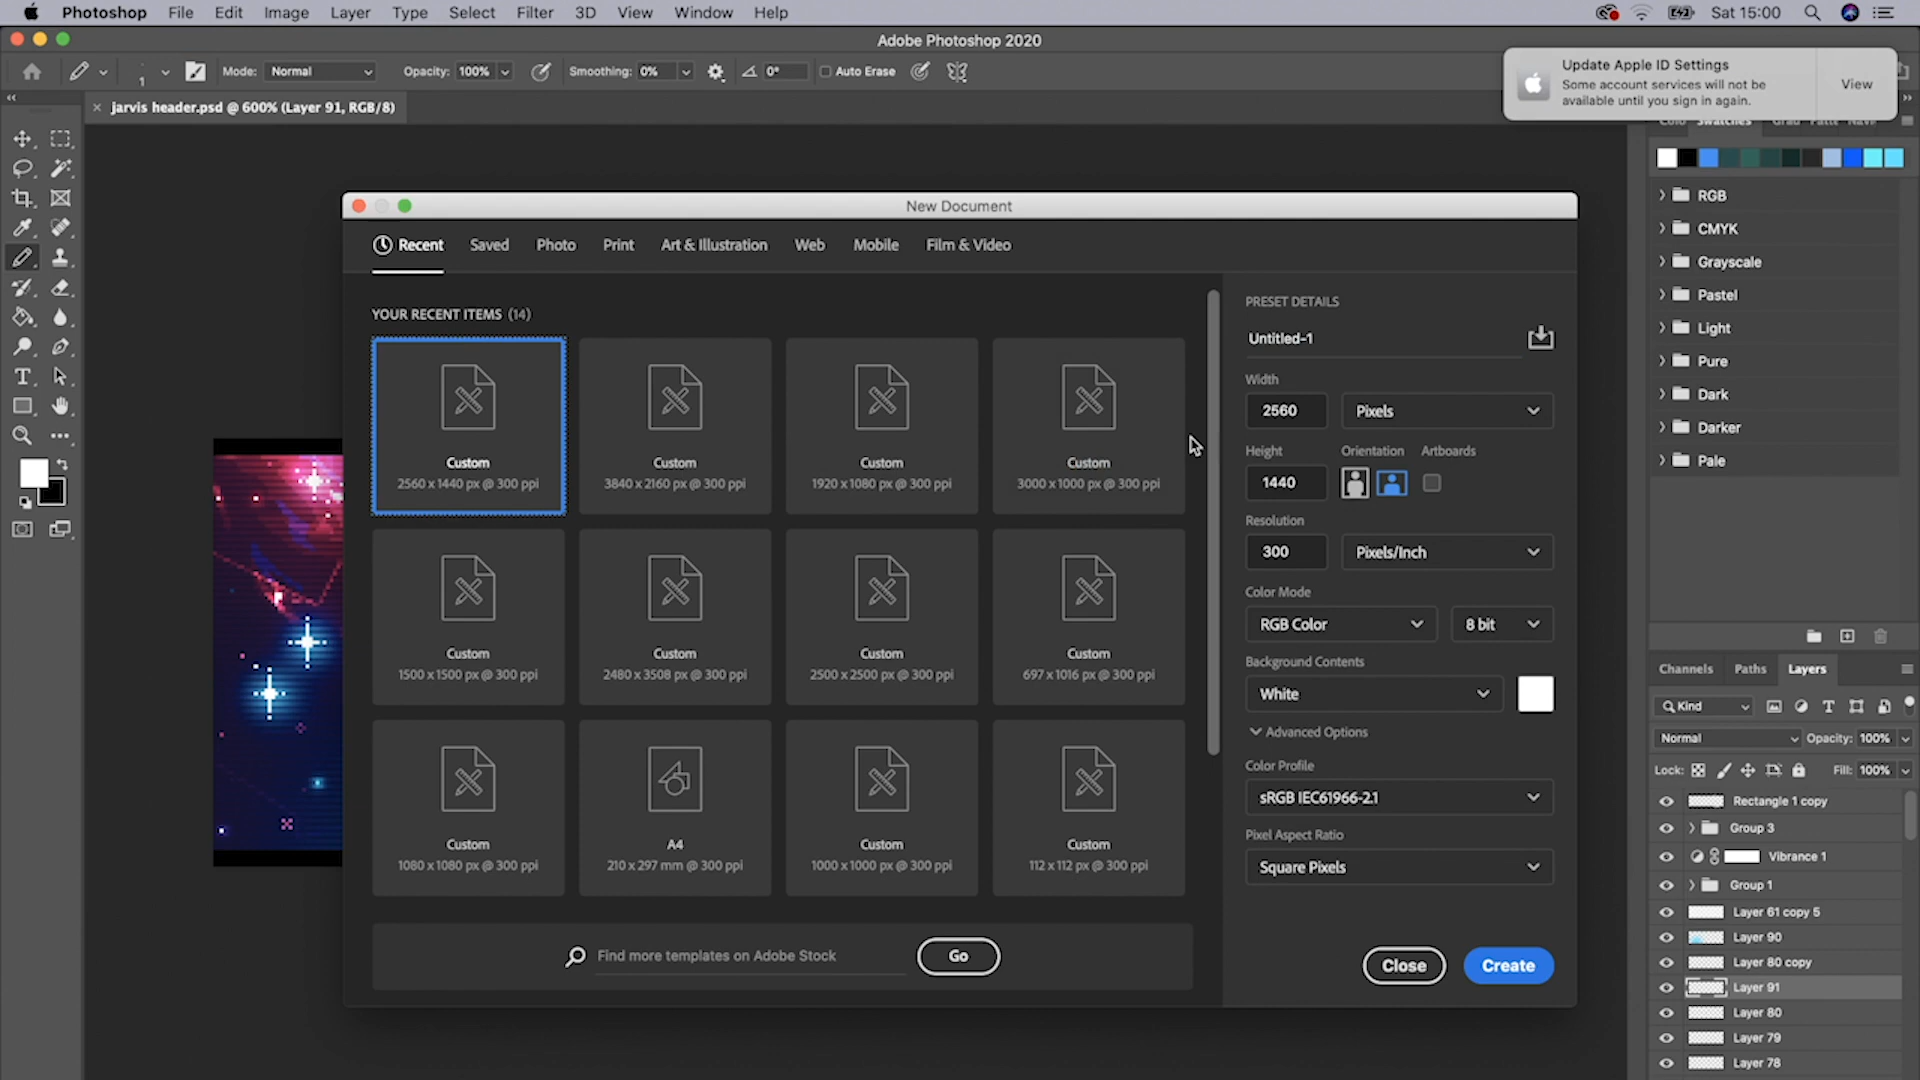 Photoshop File Edit Image Layer Type Select Filter 3D View Window Help Sat 15:00
Adobe Photoshop 2020
1 Mode: Normal Opacity: 100% Smoothing: 0% 0° Auto Erase
Update Apple ID Settings
Some account services will not be
available until you sign in again.
View
jarvis header.psd @ 600% (Layer 91, RGB/8)
Swatches
New Document
Recent Saved Photo Print Art & Illustration Web Mobile Film & Video
YOUR RECENT ITEMS (14)
Custom
2560 x 1440 px @ 300 ppi
Custom
3840 x 2160 px @ 300 ppi
Custom
1920 x 1080 px @ 300 ppi
Custom
3000 x 1000 px @ 300 ppi
Custom
1500 x 1500 px @ 300 ppi
Custom
2480 x 3508 px @ 300 ppi
Custom
2500 x 2500 px @ 300 ppi
Custom
697 x 1016 px @ 300 ppi
Custom
1080 x 1080 px @ 300 ppi
A4
210 x 297 mm @ 300 ppi
Custom
1000 x 1000 px @ 300 ppi
Custom
112 x 112 px @ 300 ppi
Find more templates on Adobe Stock
Go
PRESET DETAILS
Untitled-1
Width
2560 Pixels
Height Orientation Artboards
1440
Resolution
300 Pixels/Inch
Color Mode
RGB Color 8 bit
Background Contents
White
Advanced Options
Color Profile
sRGB IEC61966-2.1
Pixel Aspect Ratio
Square Pixels
Close Create
RGB
CMYK
Grayscale
Pastel
Light
Pure
Dark
Darker
Pale
Channels Paths Layers
Kind
Normal Opacity: 100%
Lock: Fill: 100%
Rectangle 1 copy
Group 3
Vibrance 1
Group 1
Layer 61 copy 5
Layer 90
Layer 80 copy
Layer 91
Layer 80
Layer 79
Layer 78